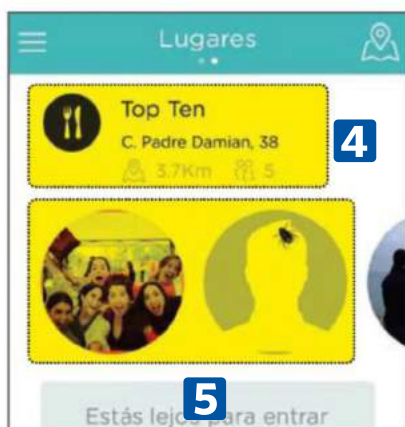 Lugares
Top Ten
C. Padre Damian, 38
4
3.7Km 5
5
Estás lejos para entrar